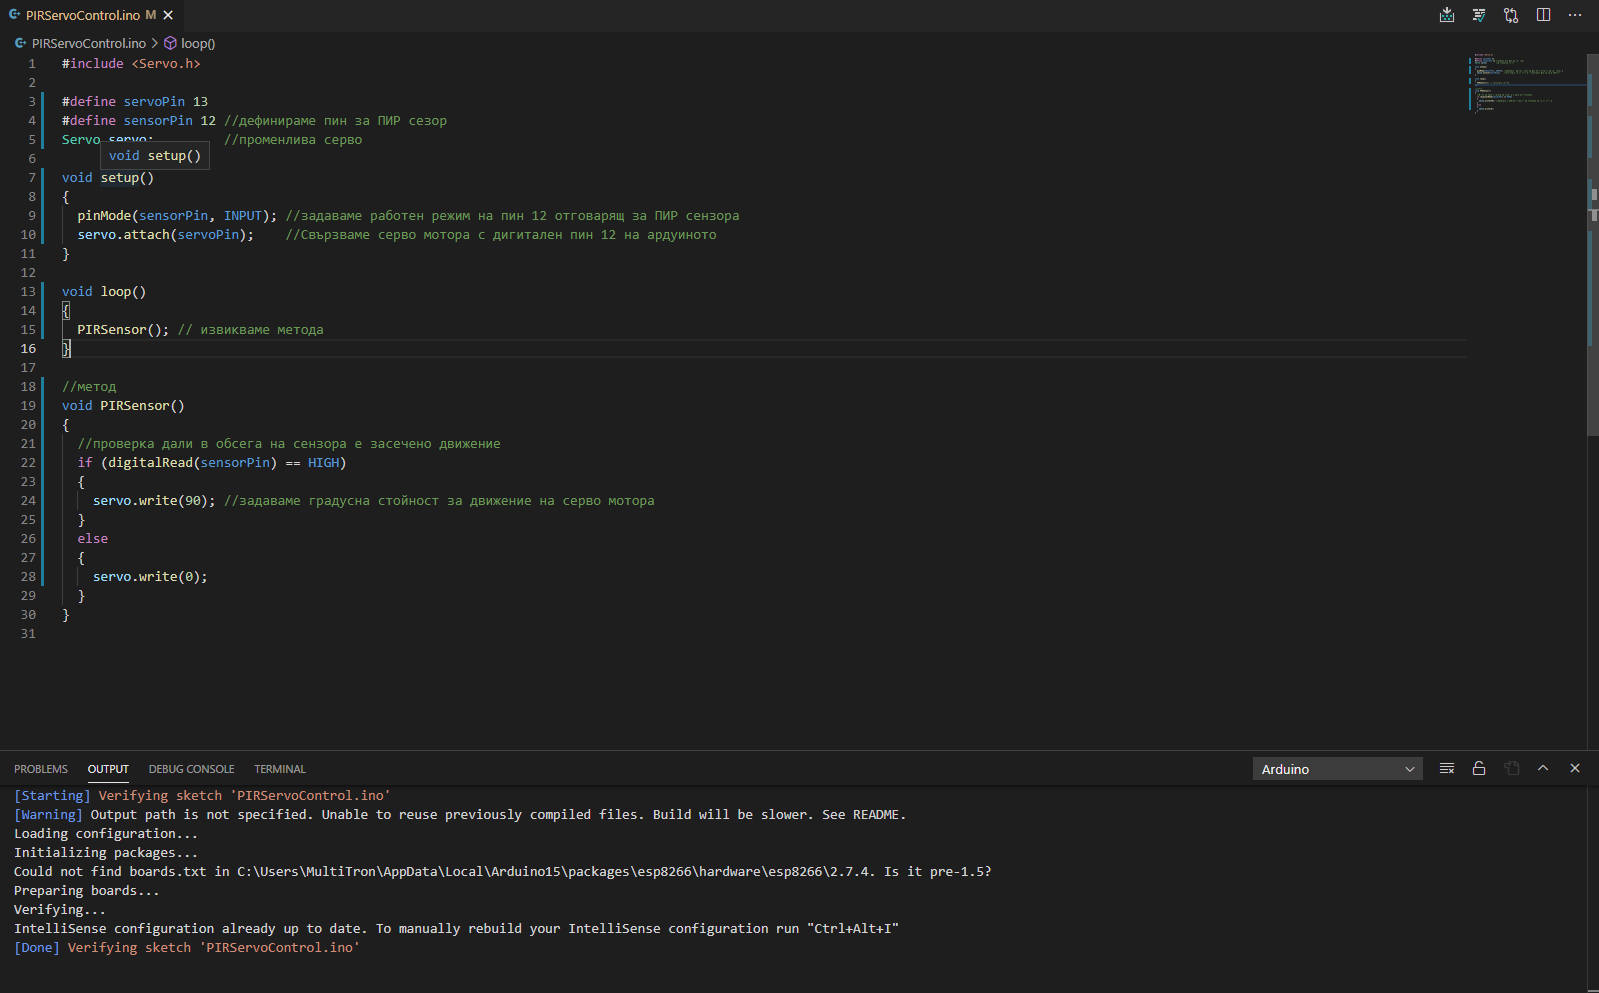 PIRServoControl.ino M
PIRServoControl.ino > loop()
1 #include <Servo.h>
2
3 #define servoPin 13
4 #define sensorPin 12 //дефинираме пин за ПИР сезор
5 Servo servo; //променлива серво
void setup()
6
7 void setup()
8 {
9 pinMode(sensorPin, INPUT); //задаваме работен режим на пин 12 отговарящ за ПИР сензора
10 servo.attach(servoPin); //Свързваме серво мотора с дигитален пин 12 на ардуиното
11 }
12
13 void loop()
14 {
15 PIRSensor(); // извикваме метода
16 }
17
18 //метод
19 void PIRSensor()
20 {
21 //проверка дали в обсега на сензора е засечено движение
22 if (digitalRead(sensorPin) == HIGH)
23 {
24 servo.write(90); //задаваме градусна стойност за движение на серво мотора
25 }
26 else
27 {
28 servo.write(0);
29 }
30 }
31
PROBLEMS OUTPUT DEBUG CONSOLE TERMINAL Arduino
[Starting] Verifying sketch 'PIRServoControl.ino'
[Warning] Output path is not specified. Unable to reuse previously compiled files. Build will be slower. See README.
Loading configuration...
Initializing packages...
Could not find boards.txt in C:\Users\MultiTron\AppData\Local\Arduino15\packages\esp8266\hardware\esp8266\2.7.4. Is it pre-1.5?
Preparing boards...
Verifying...
IntelliSense configuration already up to date. To manually rebuild your IntelliSense configuration run "Ctrl+Alt+I"
[Done] Verifying sketch 'PIRServoControl.ino'